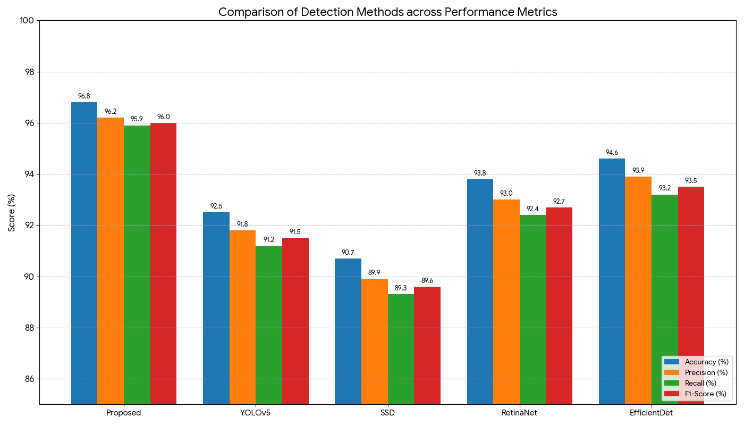 Comparison of Detection Methods across Performance Metrics
Score (%)
100
98
96
94
92
90
88
86
96.8
96.2
95.9
96.0
92.5
91.8
91.2
91.5
90.7
89.9
89.3
89.6
93.8
93.0
92.4
92.7
94.6
93.9
93.2
93.5
Proposed
YOLOv5
SSD
RetinaNet
EfficientDet
Accuracy (%)
Precision (%)
Recall (%)
F1-Score (%)